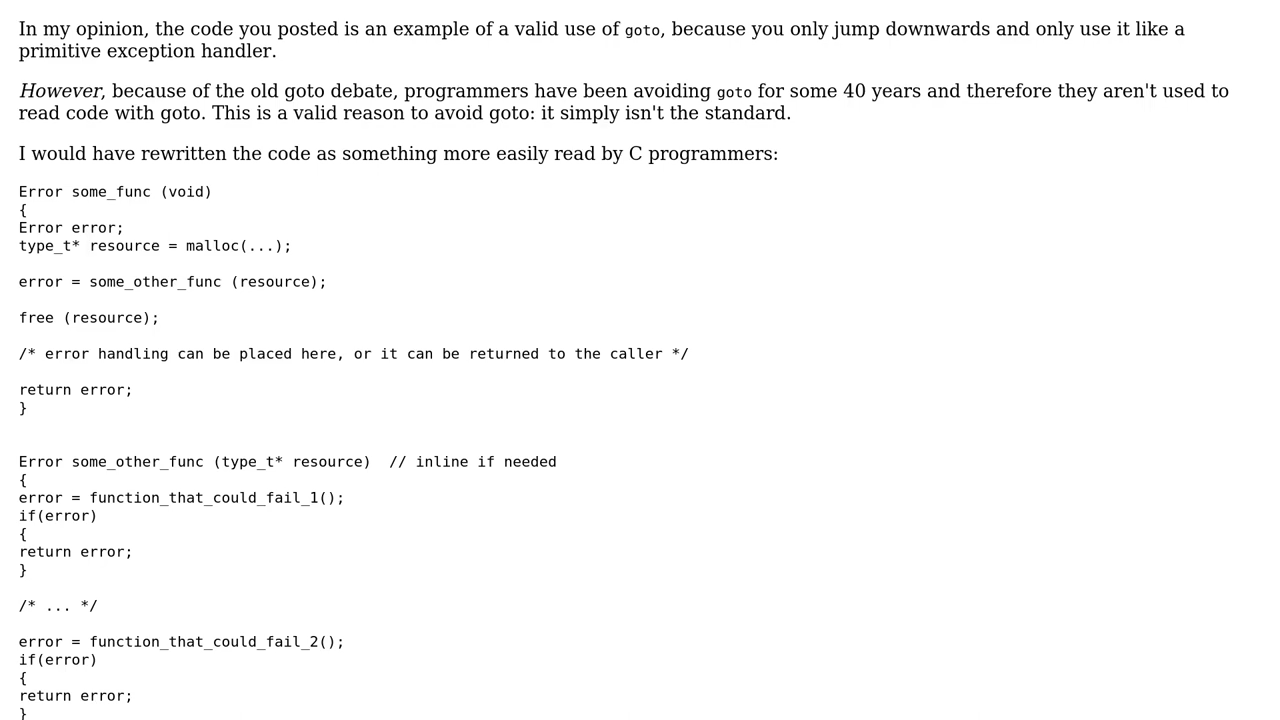 In my opinion, the code you posted is an example of a valid use of goto, because you only jump downwards and only use it like a
primitive exception handler.
However, because of the old goto debate, programmers have been avoiding goto for some 40 years and therefore they aren't used to
read code with goto. This is a valid reason to avoid goto: it simply isn't the standard.
I would have rewritten the code as something more easily read by C programmers:
Error some_func (void)
{
Error error;
type_t* resource = malloc(...);
error = some_other_func (resource);
free (resource);
/* error handling can be placed here, or it can be returned to the caller */
return error;
}
Error some_other_func (type_t* resource)  // inline if needed
{
error = function_that_could_fail_1();
if(error)
{
return error;
}
/* ... */
error = function_that_could_fail_2();
if(error)
{
return error;
}